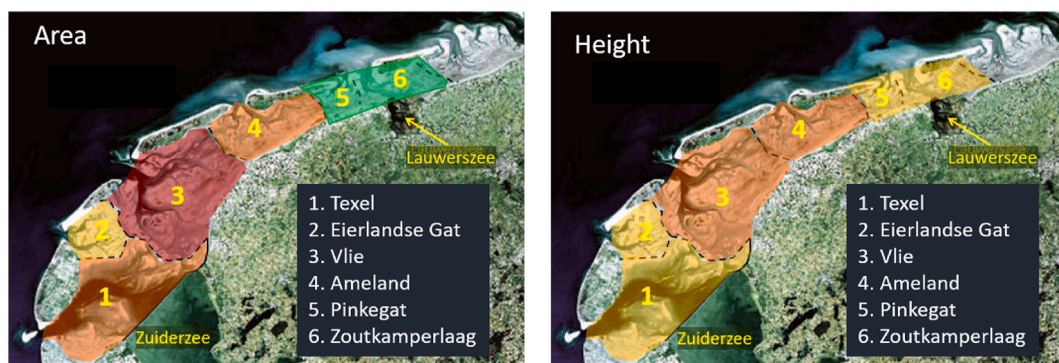 Area
1
2
3
4
5
6
Lauwerszee
Zuiderzee
1. Texel
2. Eierlandse Gat
3. Vlie
4. Ameland
5. Pinkegat
6. Zoutkamperlaag
Height
1
2
3
4
5
6
Lauwerszee
Zuiderzee
1. Texel
2. Eierlandse Gat
3. Vlie
4. Ameland
5. Pinkegat
6. Zoutkamperlaag